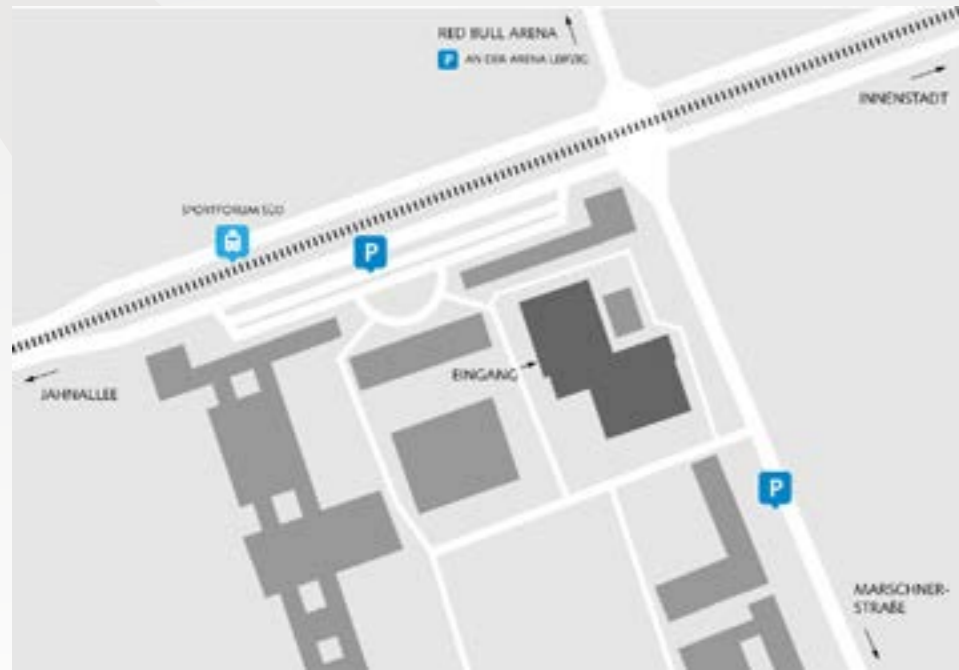 RED BULL ARENA
P AN DER ARENA LEIPZIG
INNENSTADT
SPORTFORUM SÜD
P
EINGANG
JAHNALLEE
P
MARSCHNER-
STRAßE